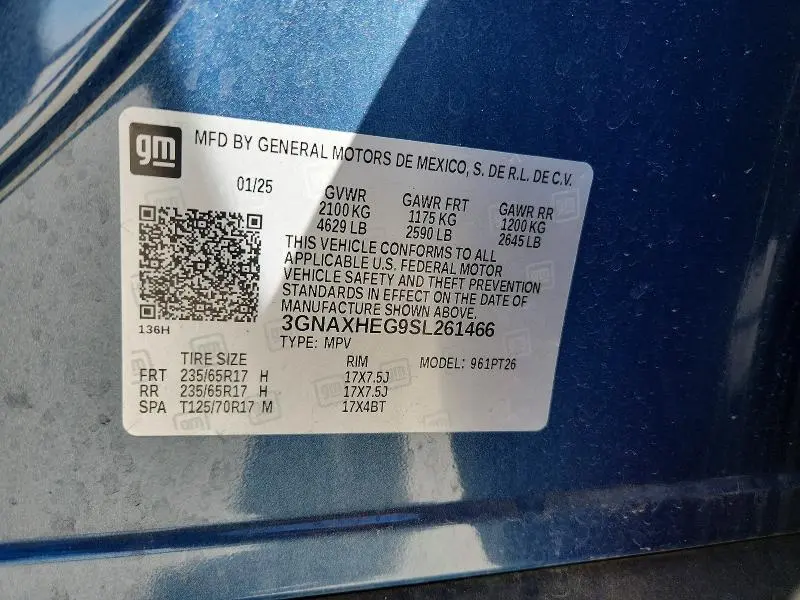 gm
MFD BY GENERAL MOTORS DE MEXICO, S. DE R.L. DE C.V.
01/25 GVWR GAWR FRT GAWR RR
2100 KG 1175 KG 1200 KG
4629 LB 2590 LB 2645 LB
THIS VEHICLE CONFORMS TO ALL
APPLICABLE U.S. FEDERAL MOTOR
VEHICLE SAFETY AND THEFT PREVENTION
STANDARDS IN EFFECT ON THE DATE OF
MANUFACTURE SHOWN ABOVE.
136H
3GNAXHEG9SL261466
TYPE: MPV
TIRE SIZE RIM MODEL: 961PT26
FRT 235/65R17 H 17X7.5J
RR 235/65R17 H 17X7.5J
SPA T125/70R17 M 17X4BT